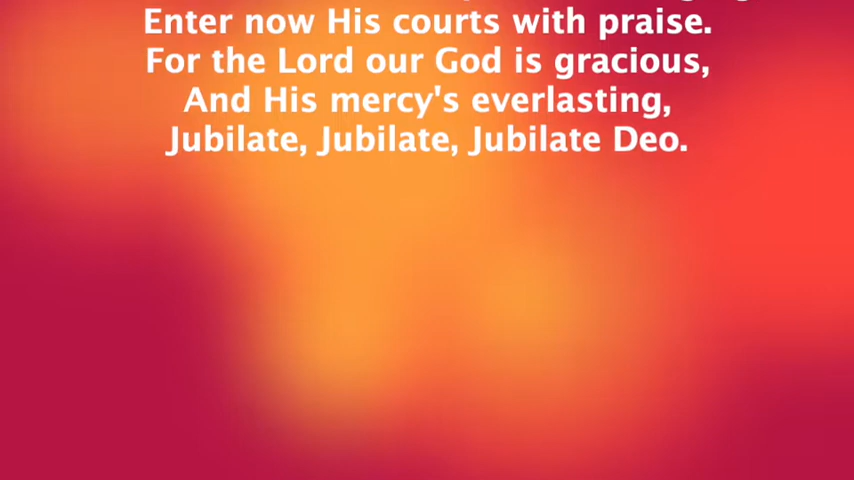 Enter now His courts with praise.
For the Lord our God is gracious,
And His mercy's everlasting,
Jubilate, Jubilate, Jubilate Deo.